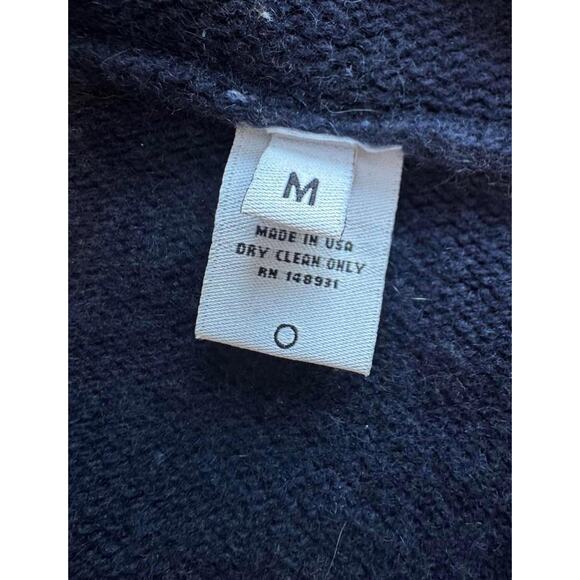 M
MADE IN USA
DRY CLEAN ONLY
RN 148931
O